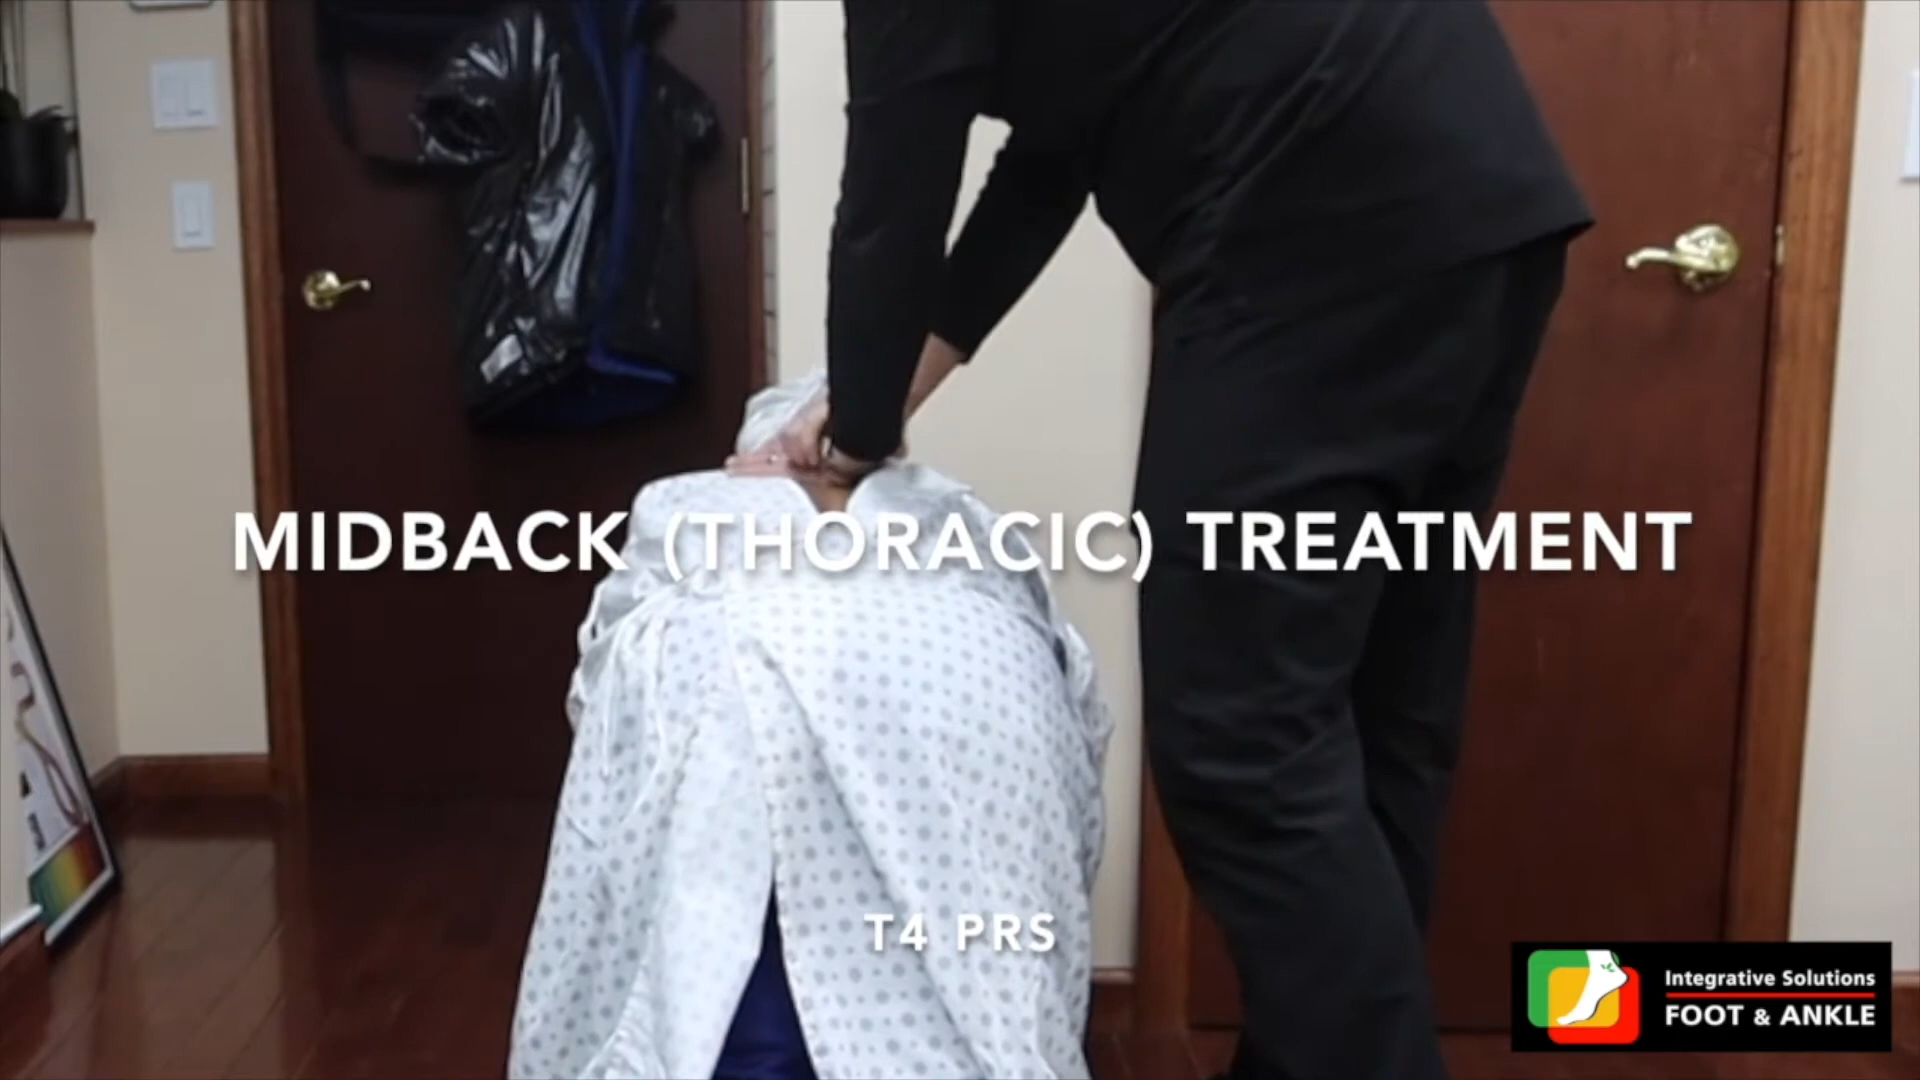 MIDBACK (THORACIC) TREATMENT
T4 PRS
Integrative Solutions
FOOT & ANKLE